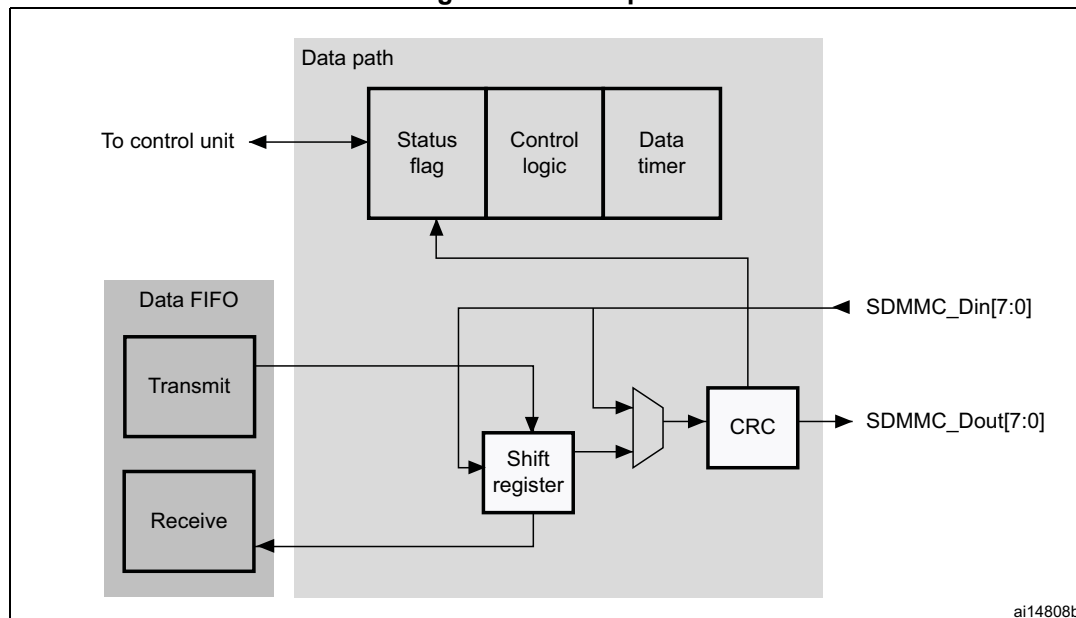 Data path
Status
flag
Control
logic
Data
timer
To control unit
Data FIFO
SDMMC_Din[7:0]
Transmit
CRC
SDMMC_Dout[7:0]
Shift
register
Receive
ai14808b